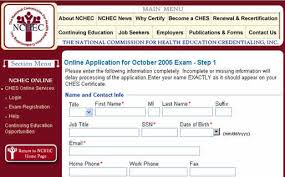 MAIN MENU
NCHEC
About NCHEC NCHEC News Why Certify Become a CHES Renewal & Recertification
Continuing Education Job Seekers Employers Publications & Forms Contact Us
THE NATIONAL COMMISSION FOR HEALTH EDUCATION CREDENTIALING, INC.
Section Menu
NCHEC ONLINE
CHES Online Services
Login
Exam Registration
Help
Continuing Education Opportunities
Return to NCHEC
Home Page
Online Application for October 2005 Exam - Step 1
Please enter the following information completely. Incomplete or missing information will
delay processing of the application. Enter your name EXACTLY as it should appear on your
CHES Certificate.
Name and Contact Info
Title First Name* MI Last Name* Suffix
Job Title SSN* Date of Birth*
(mm/dd/yyyy)
Email*
Home Phone* Work Phone Fax